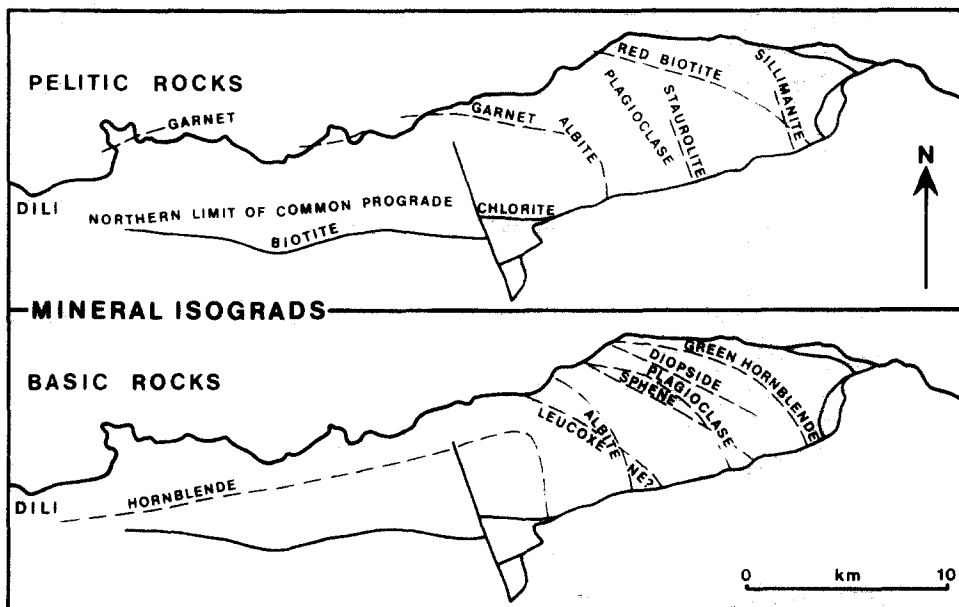 PELITIC ROCKS
GARNET
GARNET
ALBITE
PLAGIOCLASE
STAUROLITE
RED BIOTITE
SILLIMANITE
N
DILI
NORTHERN LIMIT OF COMMON PROGRADE
BIOTITE
CHLORITE
MINERAL ISOGRADS
BASIC ROCKS
GREEN HORNBLENDE
DIOPSIDE
PLAGIOCLASE
SPHENE
ALBITE
LEUCOXENE?
HORNBLENDE
DILI
0 km 10